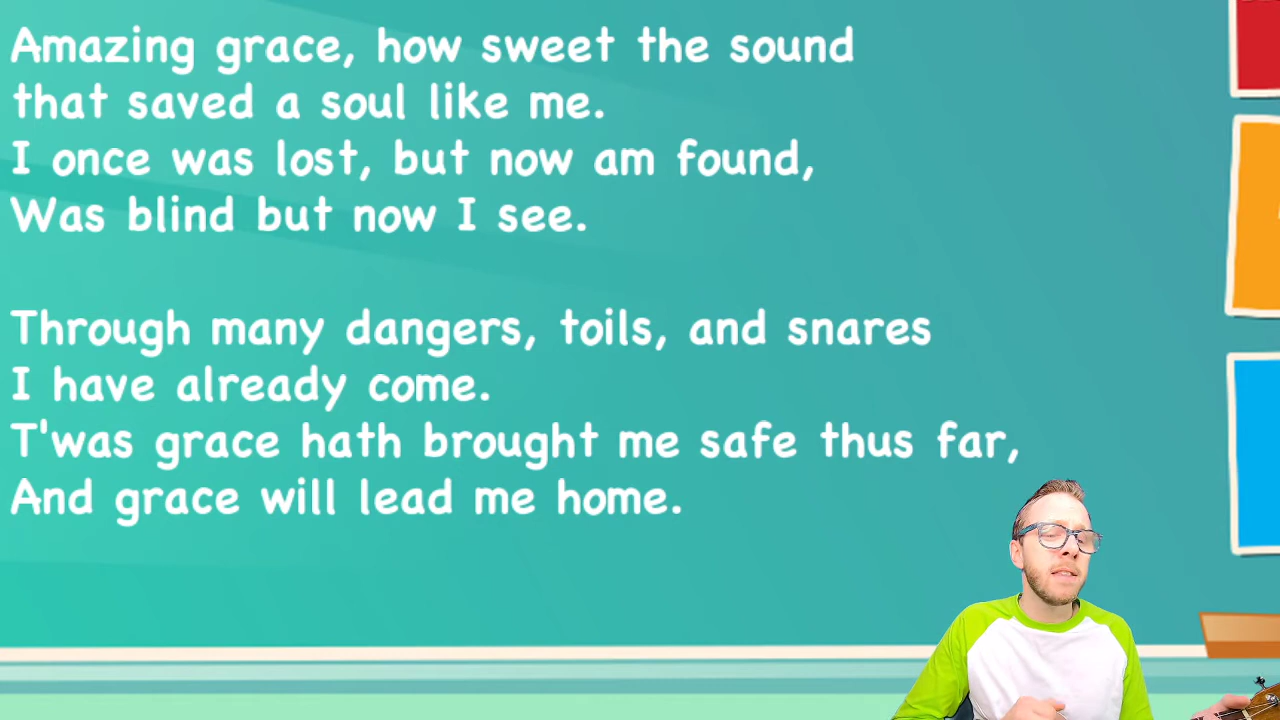 Amazing grace, how sweet the sound
that saved a soul like me.
I once was lost, but now am found,
Was blind but now I see.
Through many dangers, toils, and snares
I have already come.
T'was grace hath brought me safe thus far,
And grace will lead me home.